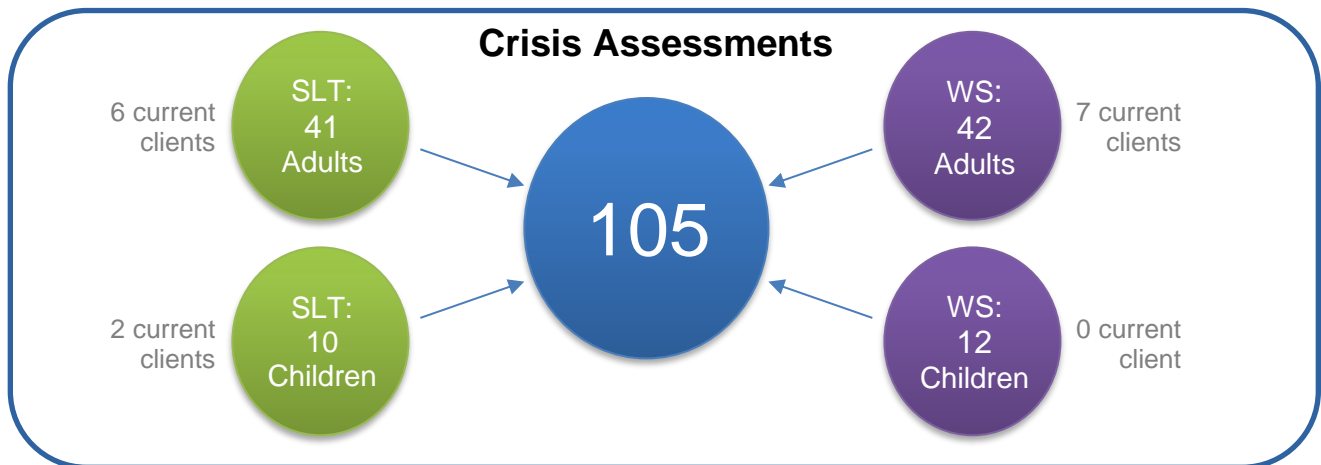 Crisis Assessments
6 current
clients
SLT:
41
Adults
2 current
clients
SLT:
10
Children
105
WS:
42
Adults
7 current
clients
WS:
12
Children
0 current
client